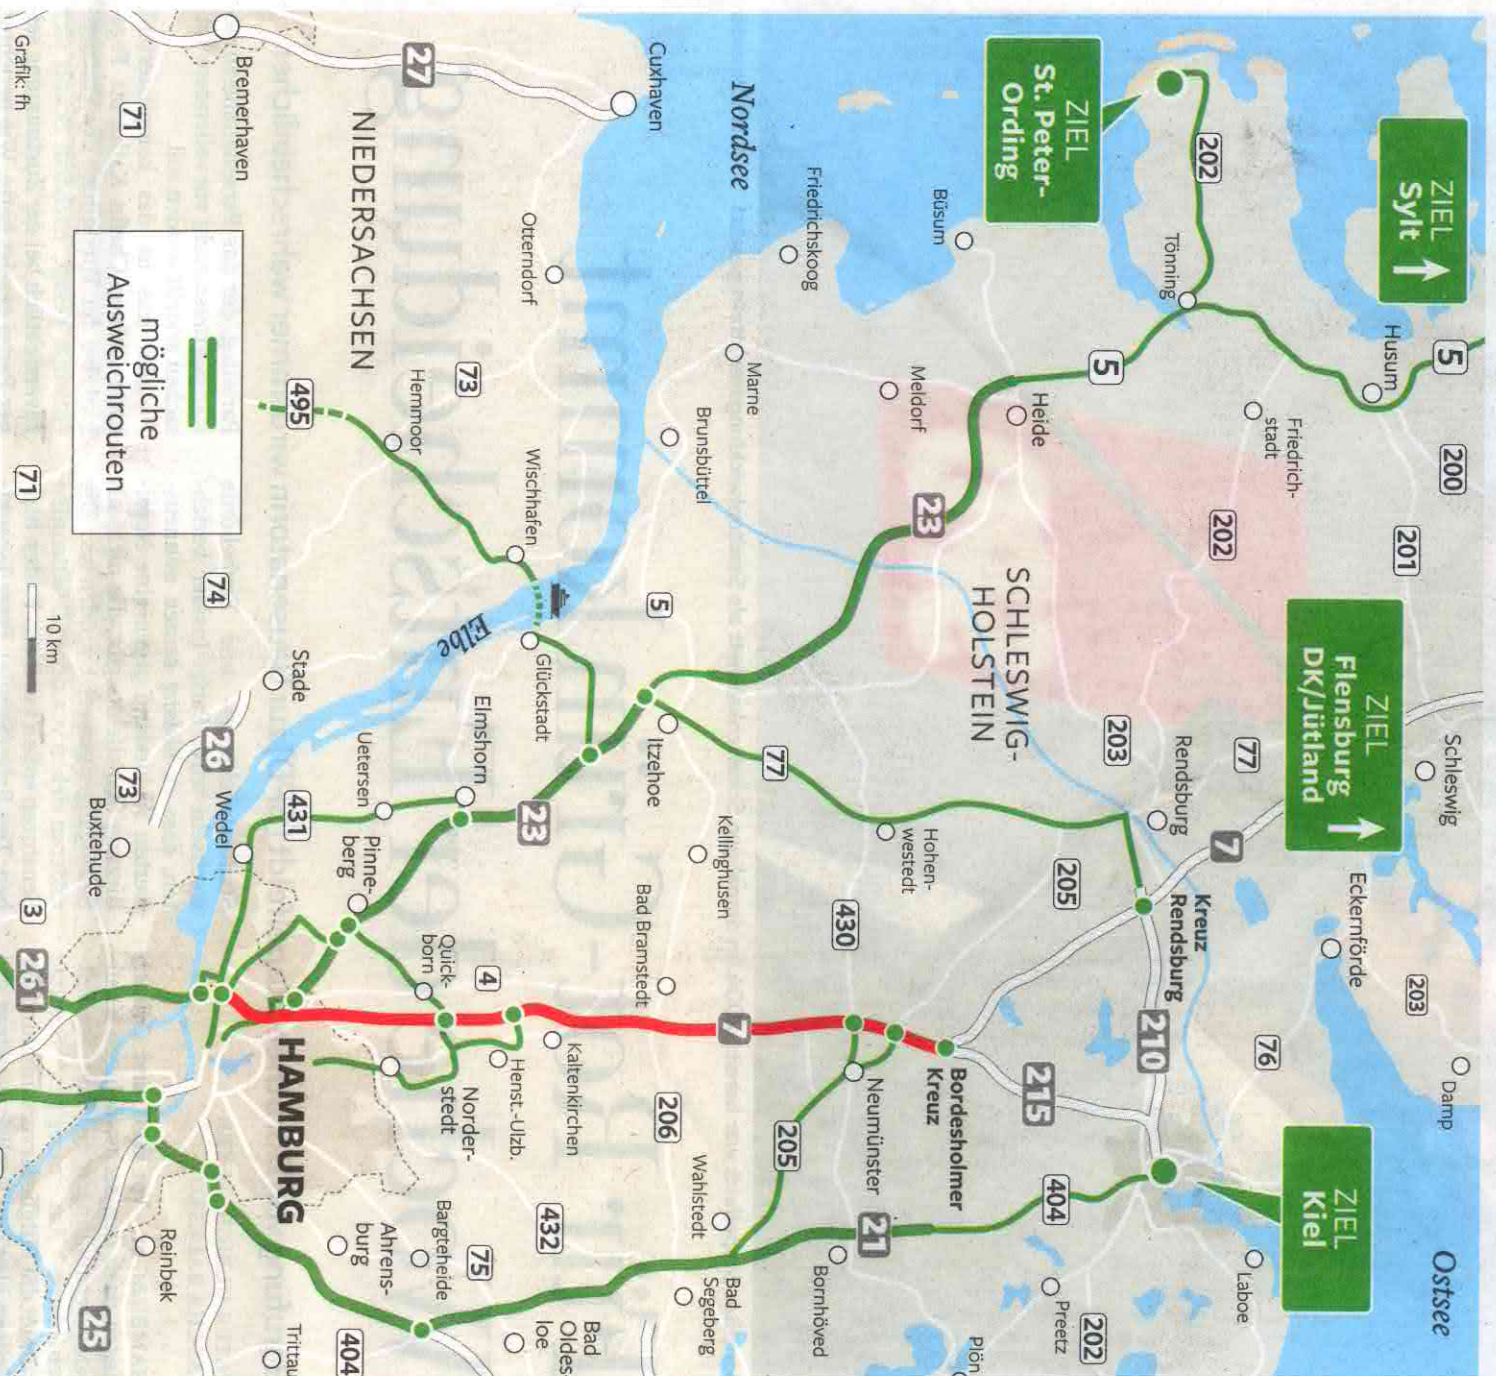 ZIEL
Sylt
ZIEL
St. Peter-
Ording
ZIEL
Flensburg
DK/Jütland
ZIEL
Kiel
Nordsee
Ostsee
Elbe
SCHLESWIG-
HOLSTEIN
NIEDERSACHSEN
HAMBURG
5
Husum
200
201
202
Tönning
Friedrich-
stadt
202
5
Büsum
Heide
Friedrichskoog
Meldorf
23
Marne
Brunsbüttel
Cuxhaven
27
Bremerhaven
71
Otterndorf
73
Hemmoor
495
Wischhafen
Glückstadt
5
Itzehoe
77
Hohen-
westedt
Schleswig
77
203
Rendsburg
7
Kreuz
Rendsburg
205
Eckernförde
203
Damp
76
210
215
Bordesholmer
Kreuz
430
Kellinghusen
Bad Bramstedt
Neumünster
205
404
Laboe
Preetz
202
Plön
21
Bornhöved
Wahlstedt
206
Bad
Segeberg
7
Kaltenkirchen
Henst.-Ulzb.
Norder-
stedt
4
Quick-
born
Pinne-
berg
Elmshorn
Uetersen
23
431
Wedel
Stade
74
26
73
Buxtehude
3
261
432
75
Bargteheide
Ahrens-
burg
Bad
Oldes-
loe
404
Trittau
Reinbek
25
mögliche
Ausweichrouten
71
10 km
Grafik: fh